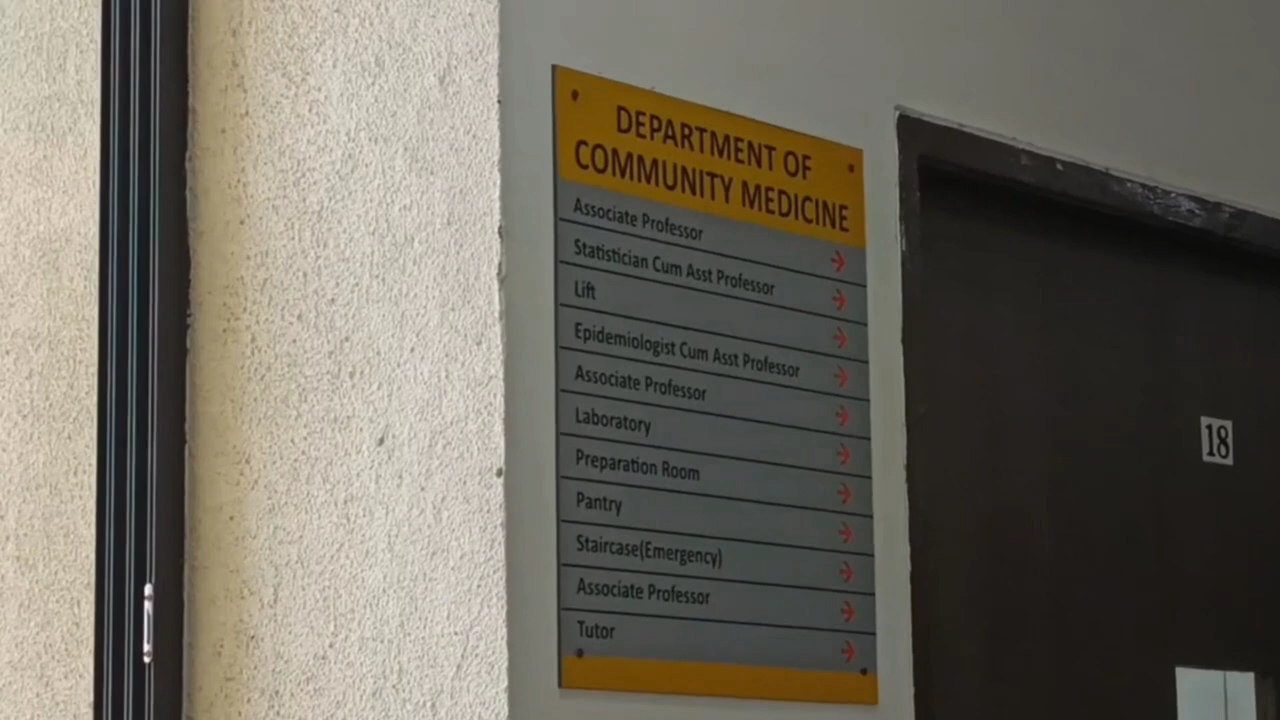 DEPARTMENT OF
COMMUNITY MEDICINE
Associate Professor
Statistician Cum Asst Professor
Lift
Epidemiologist Cum Asst Professor
Associate Professor
Laboratory
Preparation Room
Pantry
Staircase(Emergency)
Associate Professor
Tutor
18